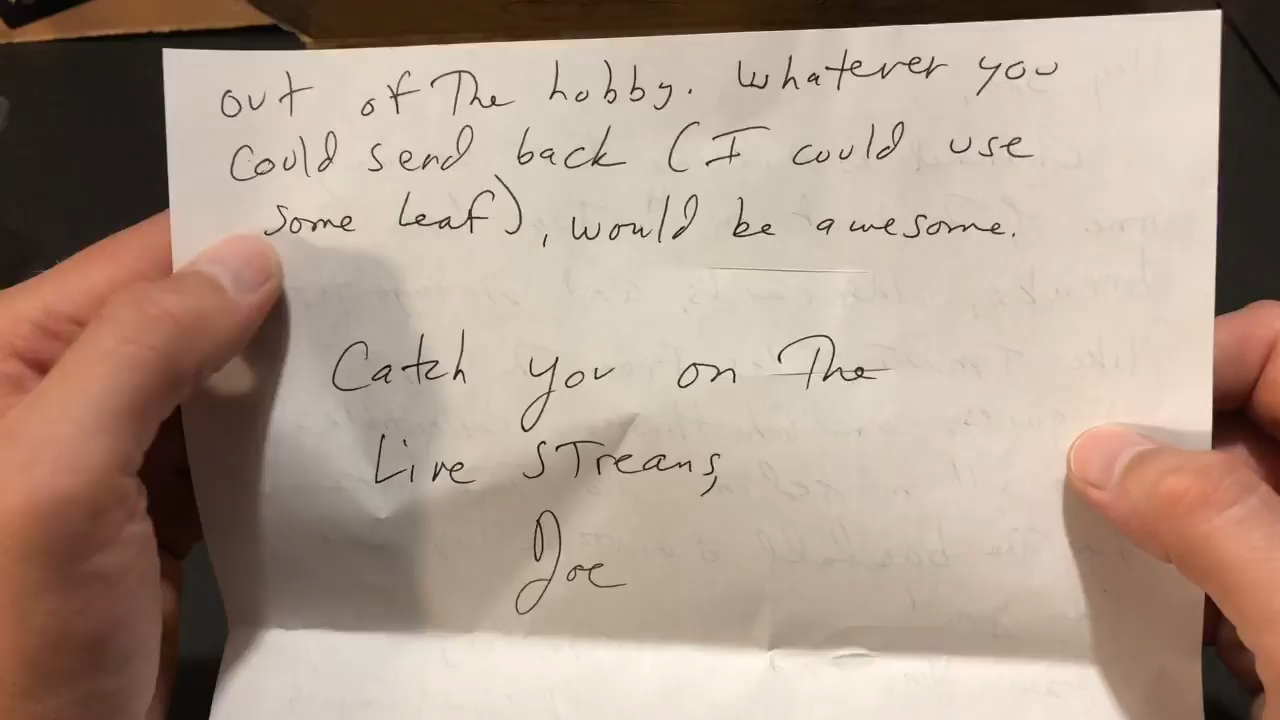 out of The hobby. Whatever you
Could send back (I could use
some Leaf), would be awesome.
Catch you on The
Live STreams,
Joe